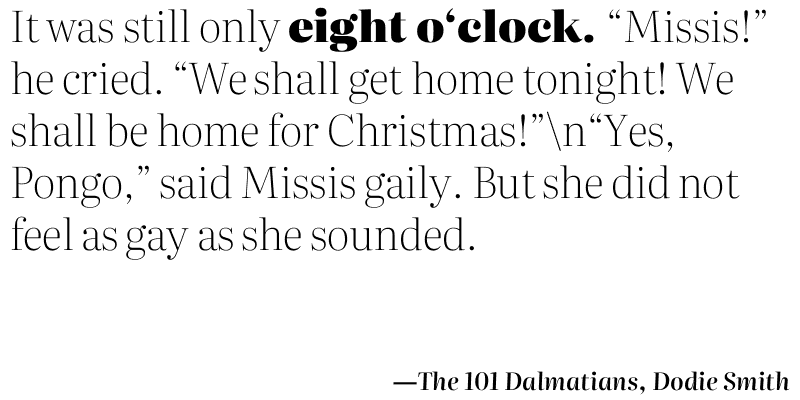 It was still only eight o‘clock. “Missis!”
he cried. “We shall get home tonight! We
shall be home for Christmas!”\n“Yes,
Pongo,” said Missis gaily. But she did not
feel as gay as she sounded.
—The 101 Dalmatians, Dodie Smith